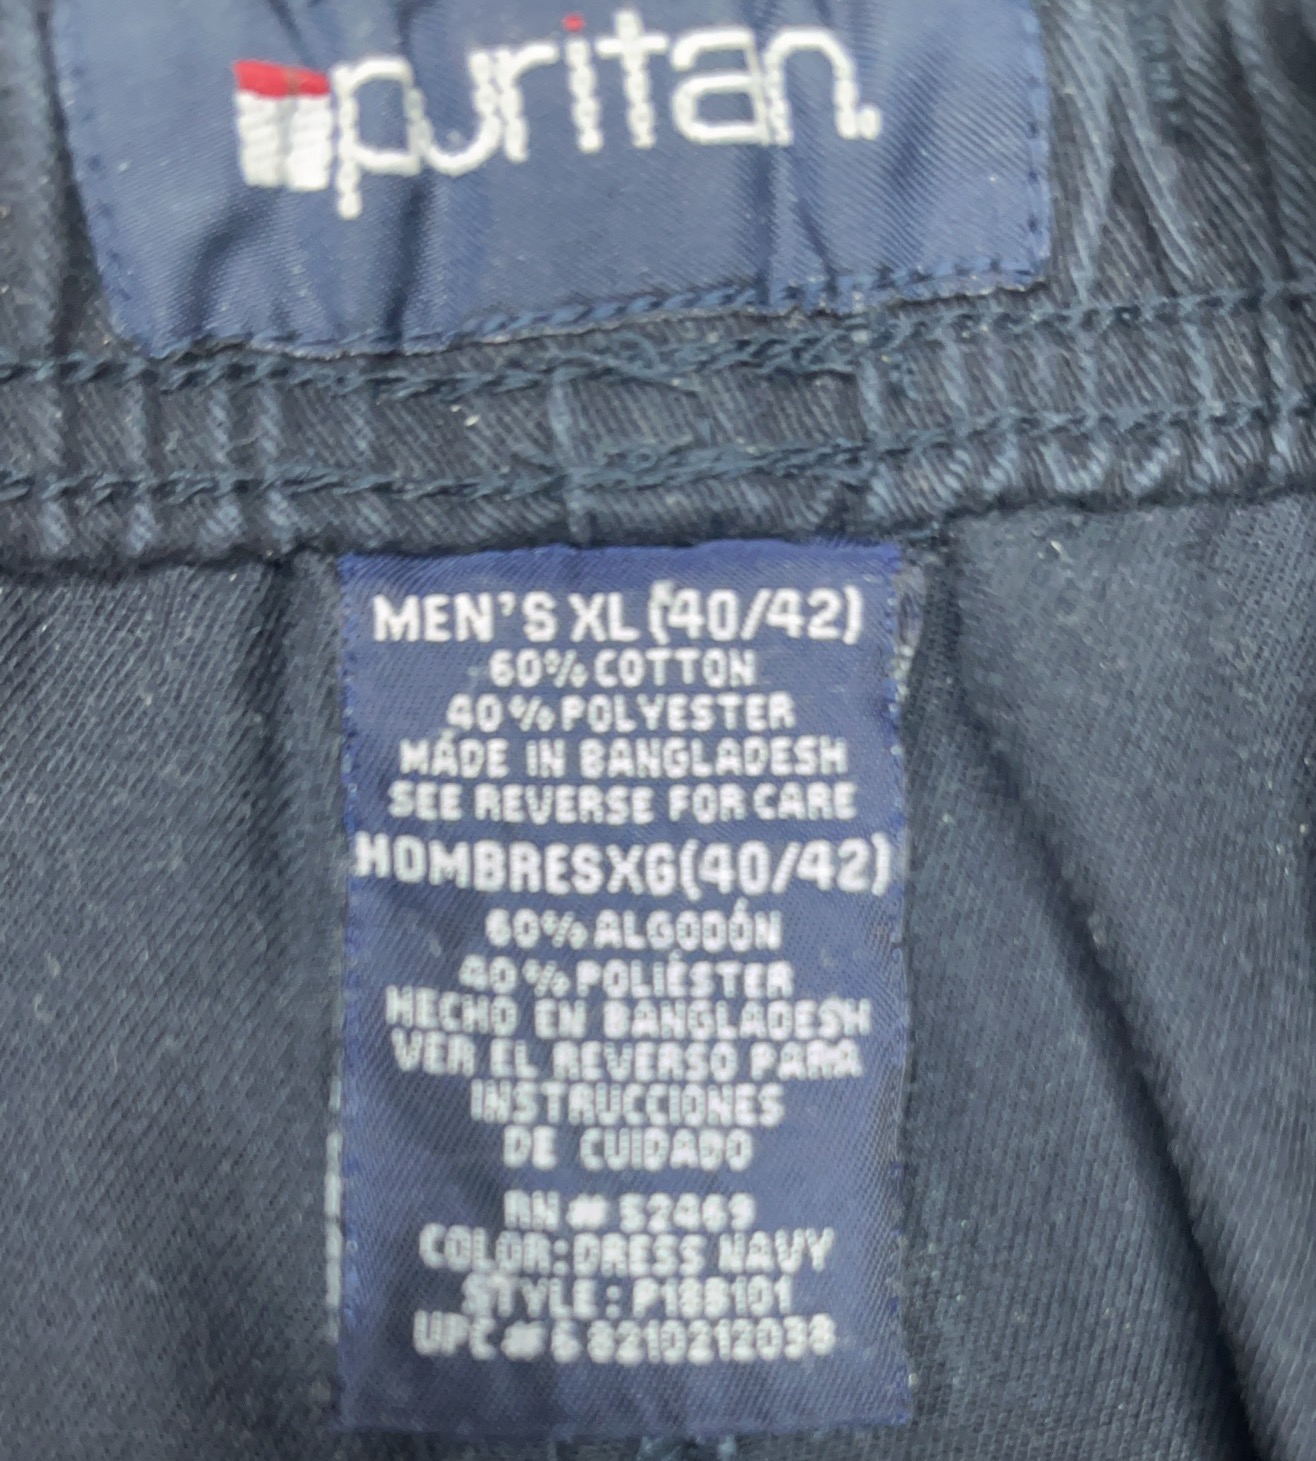 puritan.
MEN'S XL (40/42)
60% COTTON
40% POLYESTER
MADE IN BANGLADESH
SEE REVERSE FOR CARE
HOMBRES XG (40/42)
60% ALGODÓN
40% POLIÉSTER
HECHO EN BANGLADESH
VER EL REVERSO PARA
INSTRUCCIONES
DE CUIDADO
RN # 52469
COLOR: DRESS NAVY
STYLE: P188101
UPC # 6 8210212038